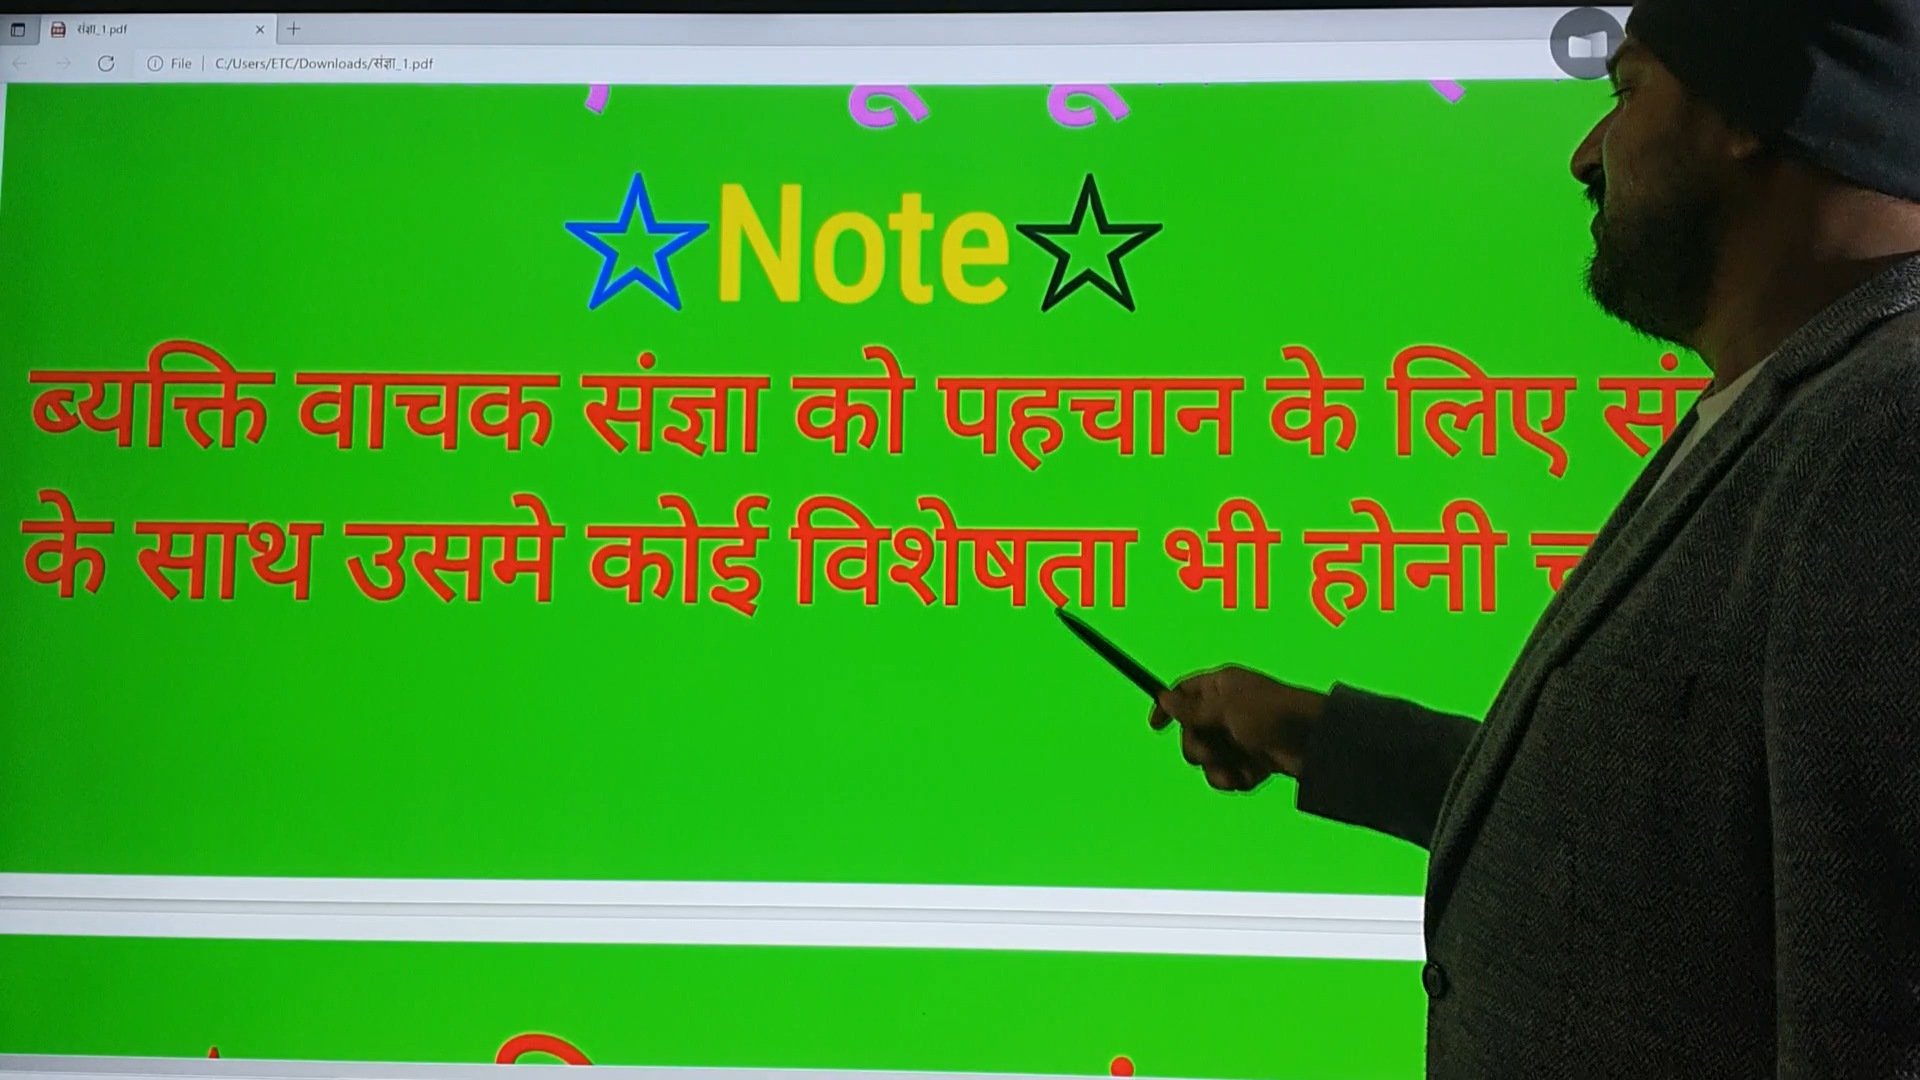 संज्ञा_1.pdf
File C:/Users/ETC/Downloads/संज्ञा_1.pdf
☆Note☆
ब्यक्ति वाचक संज्ञा को पहचान के लिए
के साथ उसमे कोई विशेषता भी होनी